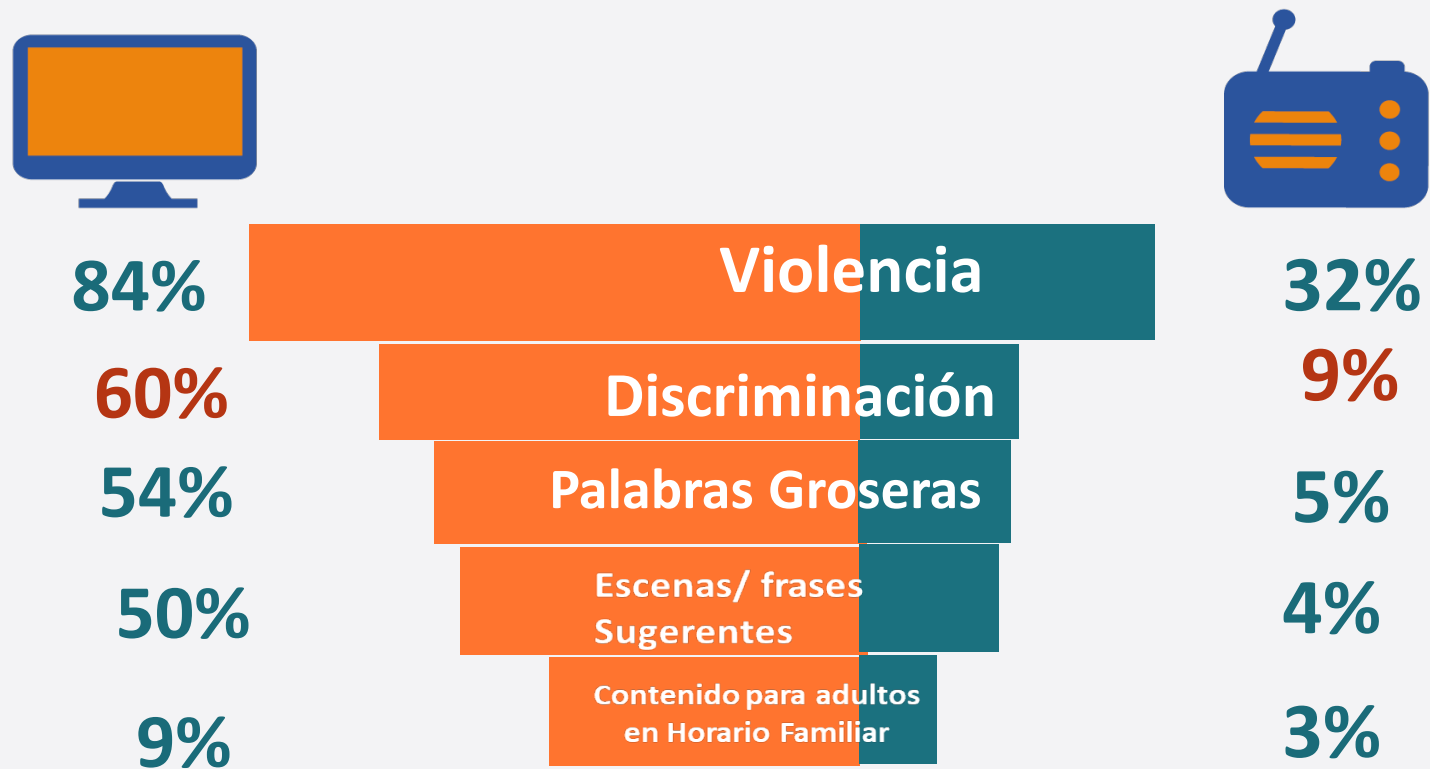 84% Violencia 32%
60% Discriminación 9%
54% Palabras Groseras 5%
50% Escenas/ frases
Sugerentes 4%
9% Contenido para adultos
en Horario Familiar 3%